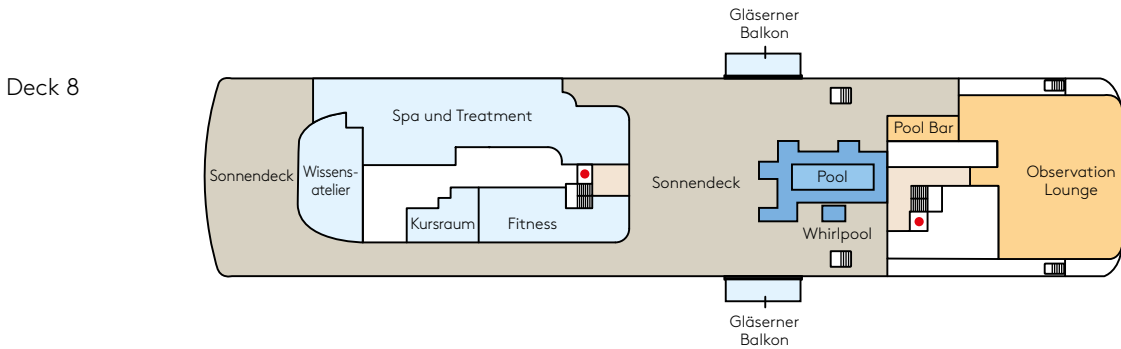 Gläserner
Balkon
Deck 8
Spa und Treatment
Pool Bar
Sonnendeck
Wissens-
atelier
Sonnendeck
Pool
Observation
Lounge
Kursraum
Fitness
Whirlpool
Gläserner
Balkon